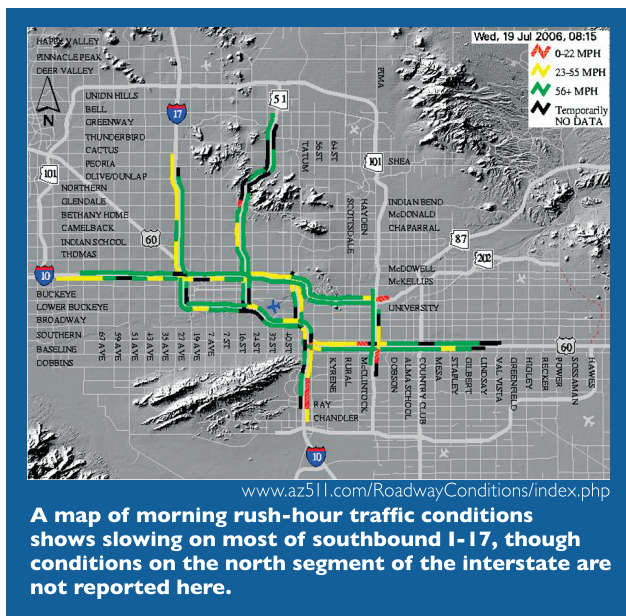 Wed, 19 Jul 2006, 08:15
0-22 MPH
23-55 MPH
56+ MPH
Temporarily
NO DATA
HAPPY VALLEY
PINNACLE PEAK
DEER VALLEY
N
UNION HILLS
BELL
GREENWAY
THUNDERBIRD
CACTUS
PEORIA
OLIVE/DUNLAP
NORTHERN
GLENDALE
BETHANY HOME
CAMELBACK
INDIAN SCHOOL
THOMAS
17
51
PIMA
101
101
SHEA
TATUM
56 ST
64 ST
SCOTTSDALE
HAYDEN
INDIAN BEND
McDONALD
CHAPARRAL
60
87
202
10
McDOWELL
McKELLIPS
UNIVERSITY
BUCKEYE
LOWER BUCKEYE
BROADWAY
SOUTHERN
BASELINE
DOBBINS
67 AVE
59 AVE
51 AVE
43 AVE
35 AVE
27 AVE
19 AVE
7 AVE
7 ST
16 ST
24 ST
32 ST
40 ST
KYRENE
RURAL
McCLINTOCK
DOBSON
ALMA SCHOOL
COUNTRY CLUB
MESA
STAPLEY
GILBERT
LINDSAY
VAL VISTA
GREENFIELD
HIGLEY
RECKER
POWER
SOSSAMAN
HAWES
60
RAY
CHANDLER
10
www.az511.com/RoadwayConditions/index.php
A map of morning rush-hour traffic conditions
shows slowing on most of southbound I-17, though
conditions on the north segment of the interstate are
not reported here.